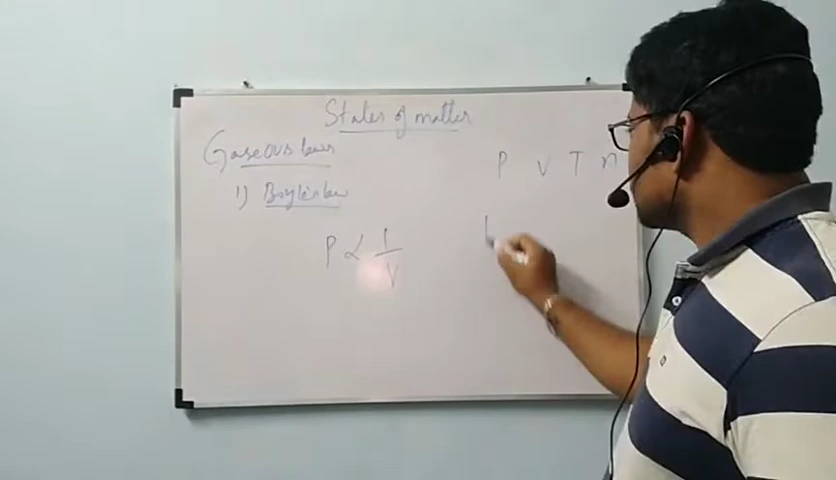 States of matter
Gaseous laws
P V T n
1) Boyle's law
P ∝ 1/V